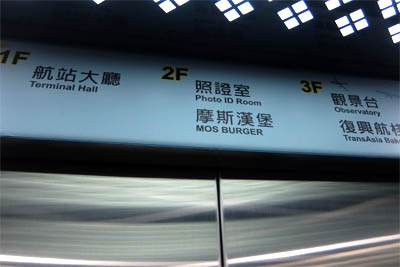 1F 航站大廳
Terminal Hall
2F 照證室
Photo ID Room
摩斯漢堡
MOS BURGER
3F 觀景台
Observatory
復興航
TransAsia